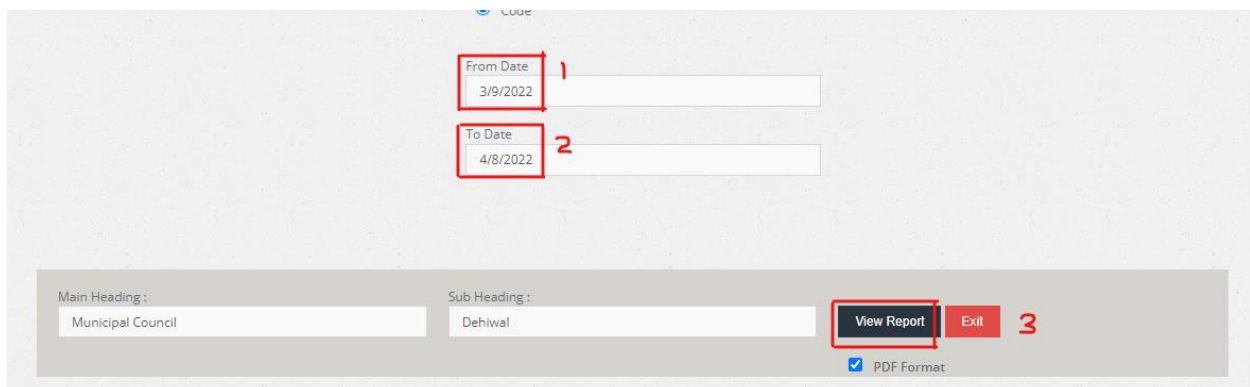 Code
From Date
1
3/9/2022
To Date
2
4/8/2022
Main Heading :
Sub Heading :
Municipal Council
Dehiwal
View Report
Exit
3
PDF Format